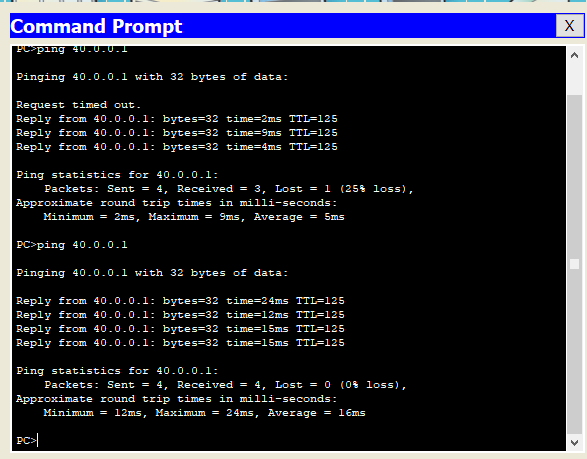 Command Prompt
X
PC>ping 40.0.0.1
Pinging 40.0.0.1 with 32 bytes of data:
Request timed out.
Reply from 40.0.0.1: bytes=32 time=2ms TTL=125
Reply from 40.0.0.1: bytes=32 time=9ms TTL=125
Reply from 40.0.0.1: bytes=32 time=4ms TTL=125
Ping statistics for 40.0.0.1:
    Packets: Sent = 4, Received = 3, Lost = 1 (25% loss),
Approximate round trip times in milli-seconds:
    Minimum = 2ms, Maximum = 9ms, Average = 5ms
PC>ping 40.0.0.1
Pinging 40.0.0.1 with 32 bytes of data:
Reply from 40.0.0.1: bytes=32 time=24ms TTL=125
Reply from 40.0.0.1: bytes=32 time=12ms TTL=125
Reply from 40.0.0.1: bytes=32 time=15ms TTL=125
Reply from 40.0.0.1: bytes=32 time=15ms TTL=125
Ping statistics for 40.0.0.1:
    Packets: Sent = 4, Received = 4, Lost = 0 (0% loss),
Approximate round trip times in milli-seconds:
    Minimum = 12ms, Maximum = 24ms, Average = 16ms
PC>